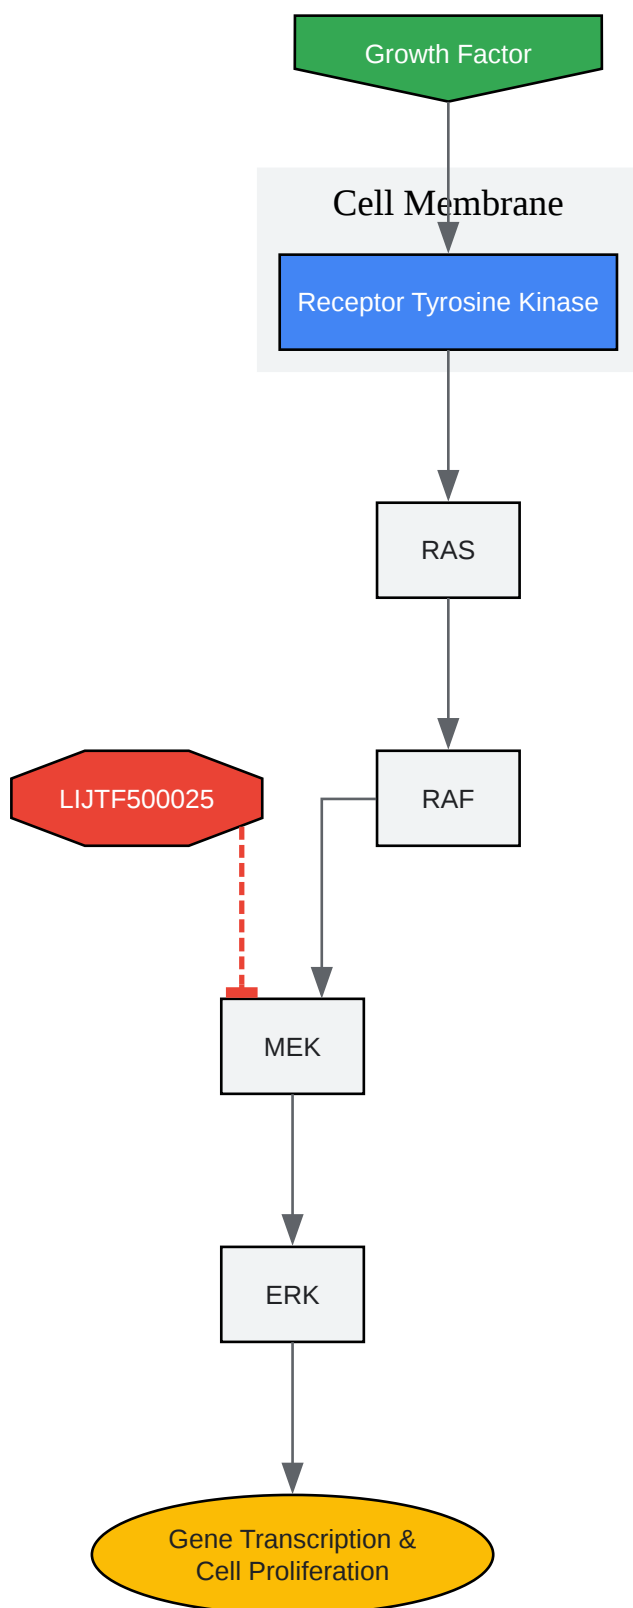 Growth Factor
Cell Membrane
Receptor Tyrosine Kinase
RAS
LIJTF500025
RAF
MEK
ERK
Gene Transcription &
Cell Proliferation